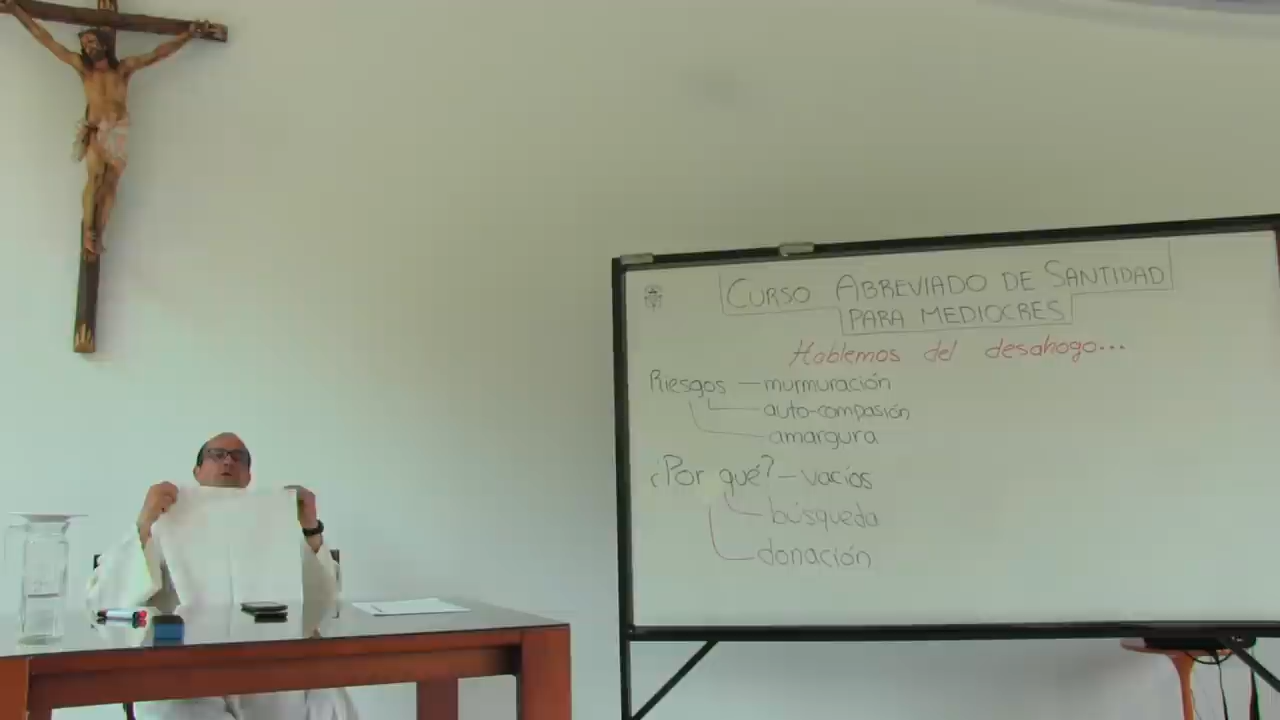 CURSO ABREVIADO DE SANTIDAD
PARA MEDIOCRES
Hablemos del desahogo...
Riesgos — murmuración
auto-compasión
amargura
¿Por qué? — vacíos
búsqueda
donación